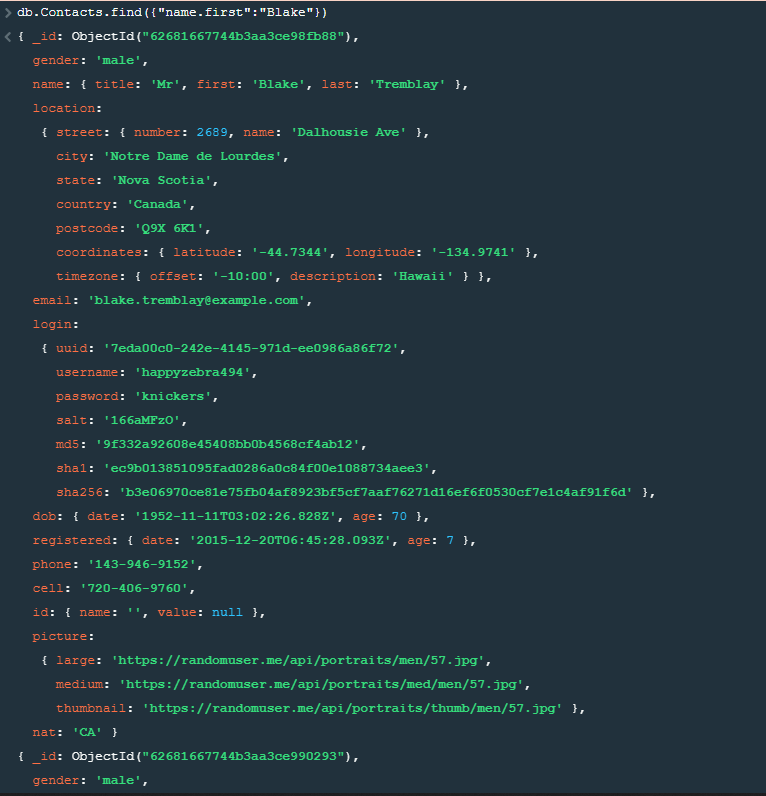 > db.Contacts.find({"name.first":"Blake"})
< { _id: ObjectId("62681667744b3aa3ce98fb88"),
gender: 'male',
name: { title: 'Mr', first: 'Blake', last: 'Tremblay' },
location:
{ street: { number: 2689, name: 'Dalhousie Ave' },
city: 'Notre Dame de Lourdes',
state: 'Nova Scotia',
country: 'Canada',
postcode: 'Q9X 6K1',
coordinates: { latitude: '-44.7344', longitude: '-134.9741' },
timezone: { offset: '-10:00', description: 'Hawaii' } },
email: 'blake.tremblay@example.com',
login:
{ uuid: '7eda00c0-242e-4145-971d-ee0986a86f72',
username: 'happyzebra494',
password: 'knickers',
salt: '166aMFzO',
md5: '9f332a92608e45408bb0b4568cf4ab12',
sha1: 'ec9b013851095fad0286a0c84f00e1088734aee3',
sha256: 'b3e06970ce81e75fb04af8923bf5cf7aaf76271d16ef6f0530cf7e1c4af91f6d' },
dob: { date: '1952-11-11T03:02:26.828Z', age: 70 },
registered: { date: '2015-12-20T06:45:28.093Z', age: 7 },
phone: '143-946-9152',
cell: '720-406-9760',
id: { name: '', value: null },
picture:
{ large: 'https://randomuser.me/api/portraits/men/57.jpg',
medium: 'https://randomuser.me/api/portraits/med/men/57.jpg',
thumbnail: 'https://randomuser.me/api/portraits/thumb/men/57.jpg' },
nat: 'CA' }
{ _id: ObjectId("62681667744b3aa3ce990293"),
gender: 'male',